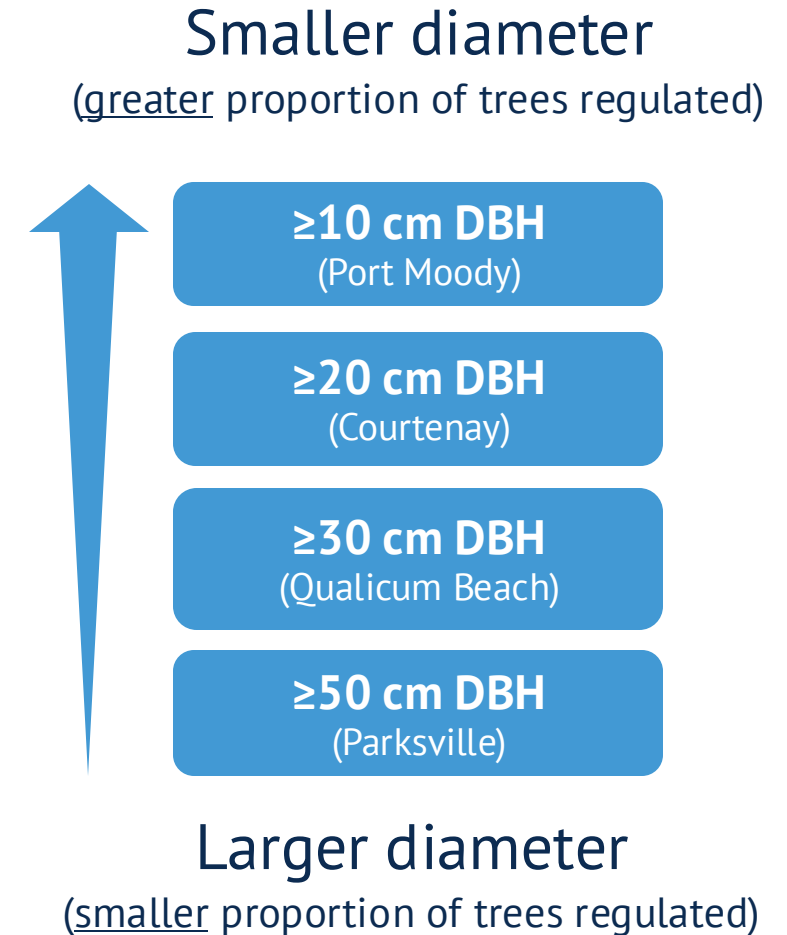 Smaller diameter
(greater proportion of trees regulated)
≥10 cm DBH
(Port Moody)
≥20 cm DBH
(Courtenay)
≥30 cm DBH
(Qualicum Beach)
≥50 cm DBH
(Parksville)
Larger diameter
(smaller proportion of trees regulated)